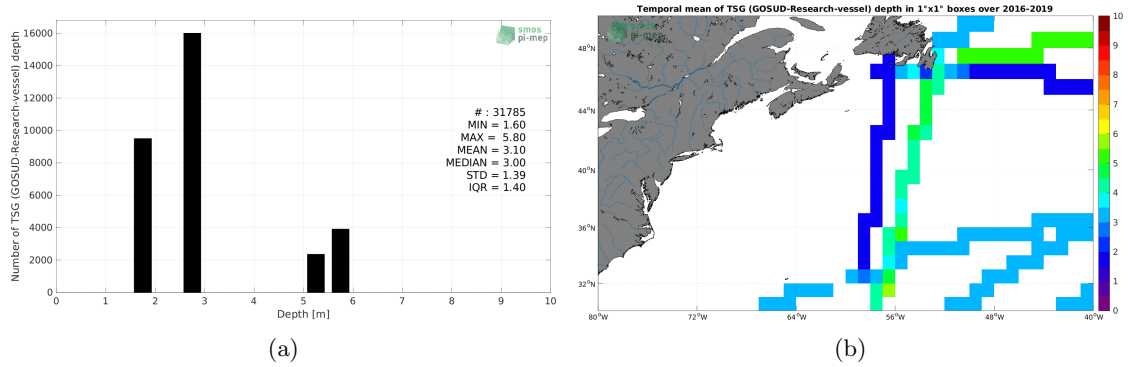 smos
pi-mep
Number of TSG (GOSUD-Research-vessel) depth
16000
14000
12000
10000
8000
6000
4000
2000
0
# : 31785
MIN = 1.60
MAX = 5.80
MEAN = 3.10
MEDIAN = 3.00
STD = 1.39
IQR = 1.40
0 1 2 3 4 5 6 7 8 9 10
Depth [m]
(a)
Temporal mean of TSG (GOSUD-Research-vessel) depth in 1°x1° boxes over 2016-2019
smos
pi-mep
48°N
44°N
40°N
36°N
32°N
80°W 72°W 64°W 56°W 48°W 40°W
10
9
8
7
6
5
4
3
2
1
0
(b)